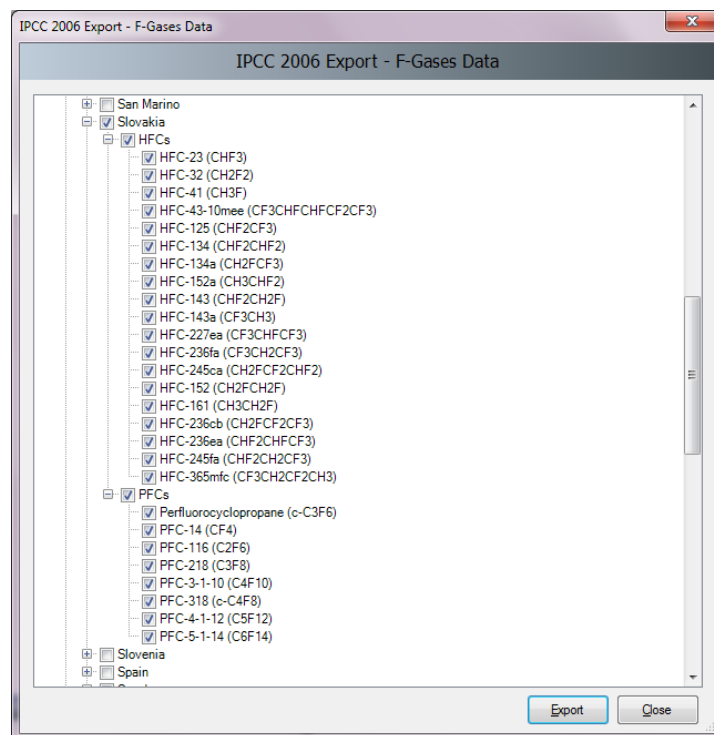 IPCC 2006 Export - F-Gases Data
IPCC 2006 Export - F-Gases Data
San Marino
Slovakia
HFCs
HFC-23 (CHF3)
HFC-32 (CH2F2)
HFC-41 (CH3F)
HFC-43-10mee (CF3CHFCHFCF2CF3)
HFC-125 (CHF2CF3)
HFC-134 (CHF2CHF2)
HFC-134a (CH2FCF3)
HFC-152a (CH3CHF2)
HFC-143 (CHF2CH2F)
HFC-143a (CF3CH3)
HFC-227ea (CF3CHFCF3)
HFC-236fa (CF3CH2CF3)
HFC-245ca (CH2FCF2CHF2)
HFC-152 (CH2FCH2F)
HFC-161 (CH3CH2F)
HFC-236cb (CH2FCF2CF3)
HFC-236ea (CHF2CHFCF3)
HFC-245fa (CHF2CH2CF3)
HFC-365mfc (CF3CH2CF2CH3)
PFCs
Perfluorocyclopropane (c-C3F6)
PFC-14 (CF4)
PFC-116 (C2F6)
PFC-218 (C3F8)
PFC-3-1-10 (C4F10)
PFC-318 (c-C4F8)
PFC-4-1-12 (C5F12)
PFC-5-1-14 (C6F14)
Slovenia
Spain
Export Close